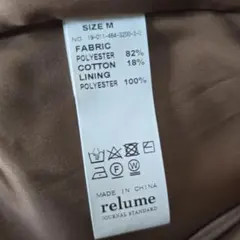 SIZE M
FABRIC
POLYESTER 82%
COTTON 18%
LINING
POLYESTER 100%
MADE IN CHINA
relume
JOURNAL STANDARD